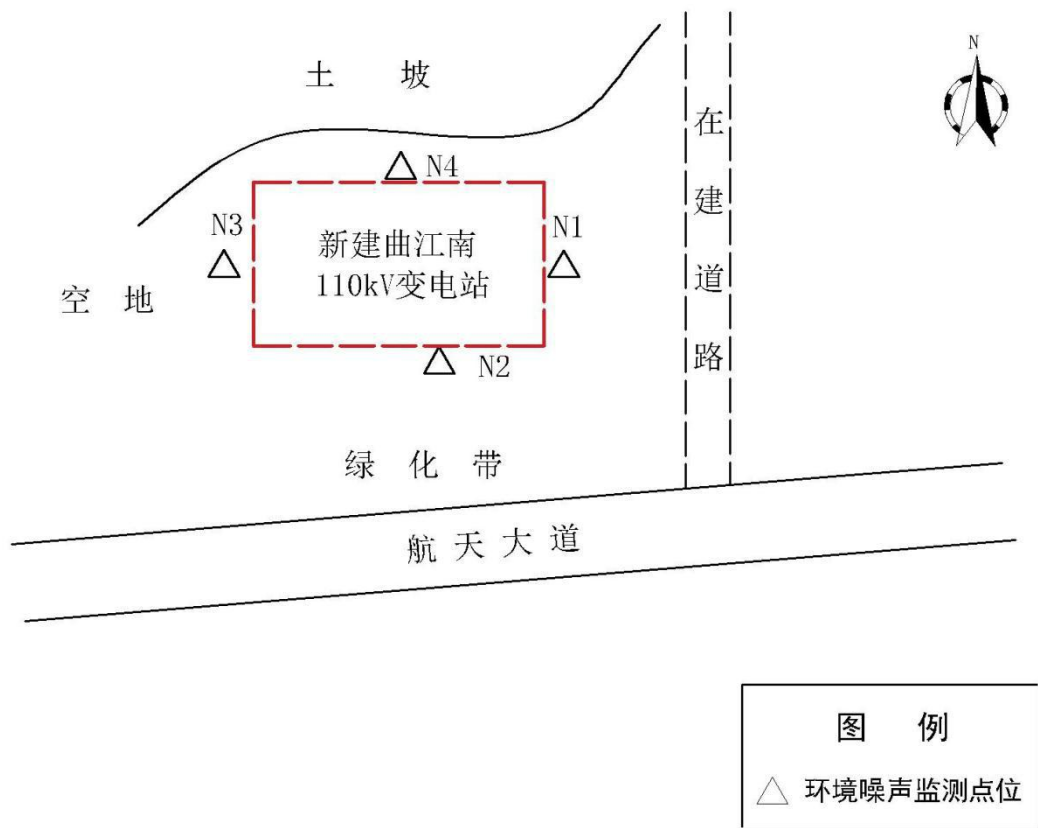 N
土 坡
在建道路
N4
N3
N1
新建曲江南
110kV变电站
空 地
N2
绿 化 带
航天大道
图 例
环境噪声监测点位